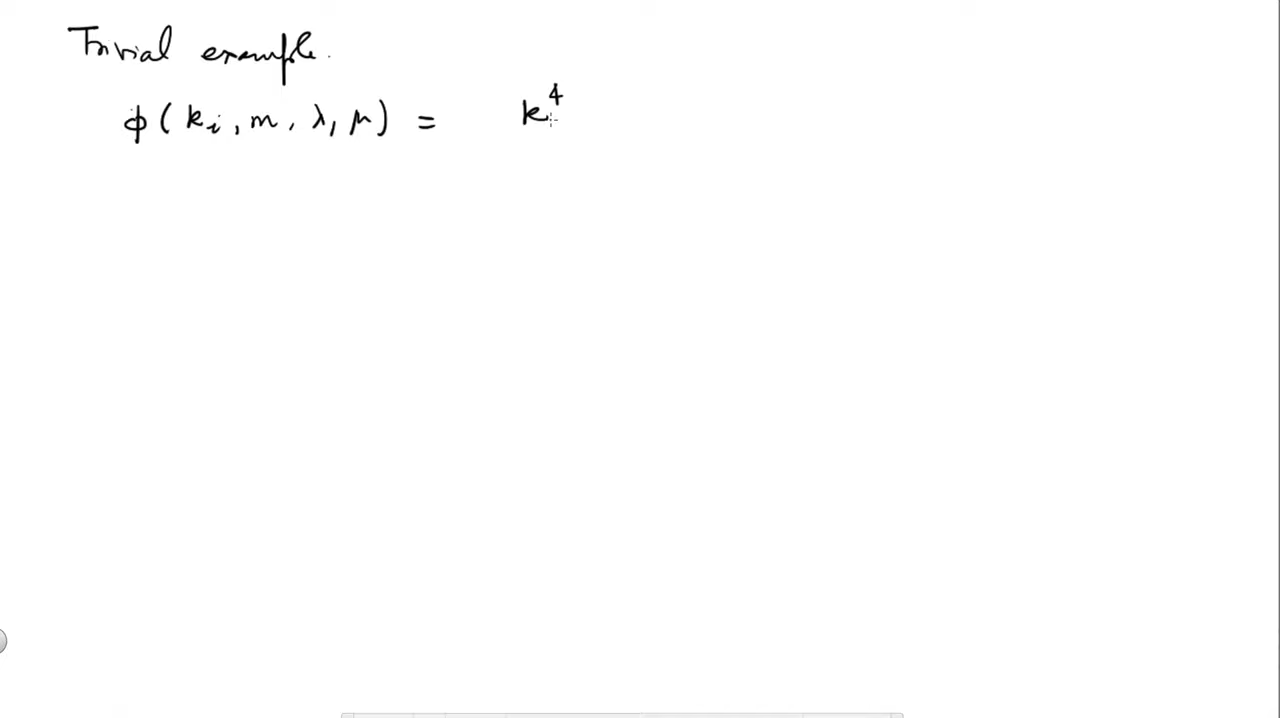 Trivial example.
ϕ(kᵢ, m, λ, μ) = k⁴